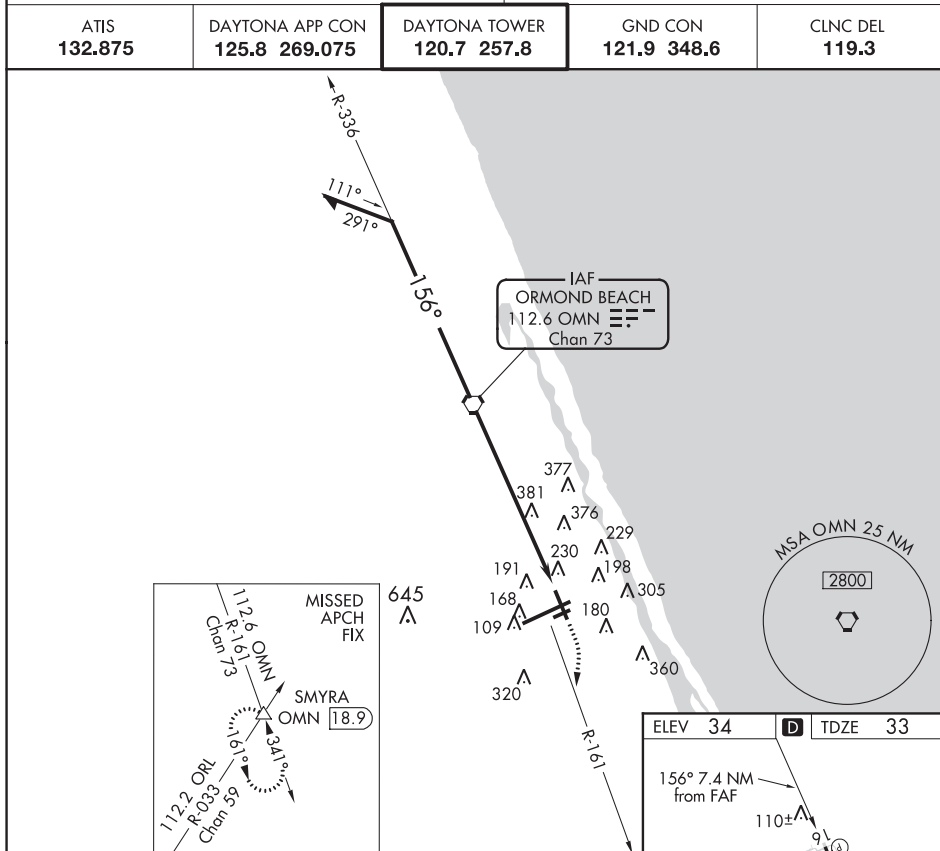 ATIS
132.875
DAYTONA APP CON
125.8 269.075
DAYTONA TOWER
120.7 257.8
GND CON
121.9 348.6
CLNC DEL
119.3
R-336
111°
291°
156°
IAF
ORMOND BEACH
112.6 OMN
Chan 73
377
381
376
229
230
198
191
305
168
180
109
360
320
645
R-161
MSA OMN 25 NM
2800
MISSED
APCH
FIX
112.6 OMN
R-161
Chan 73
SMYRA
OMN 18.9
161°
341°
112.2 ORL
R-033
Chan 59
ELEV 34
D
TDZE 33
156° 7.4 NM
from FAF
110±
16